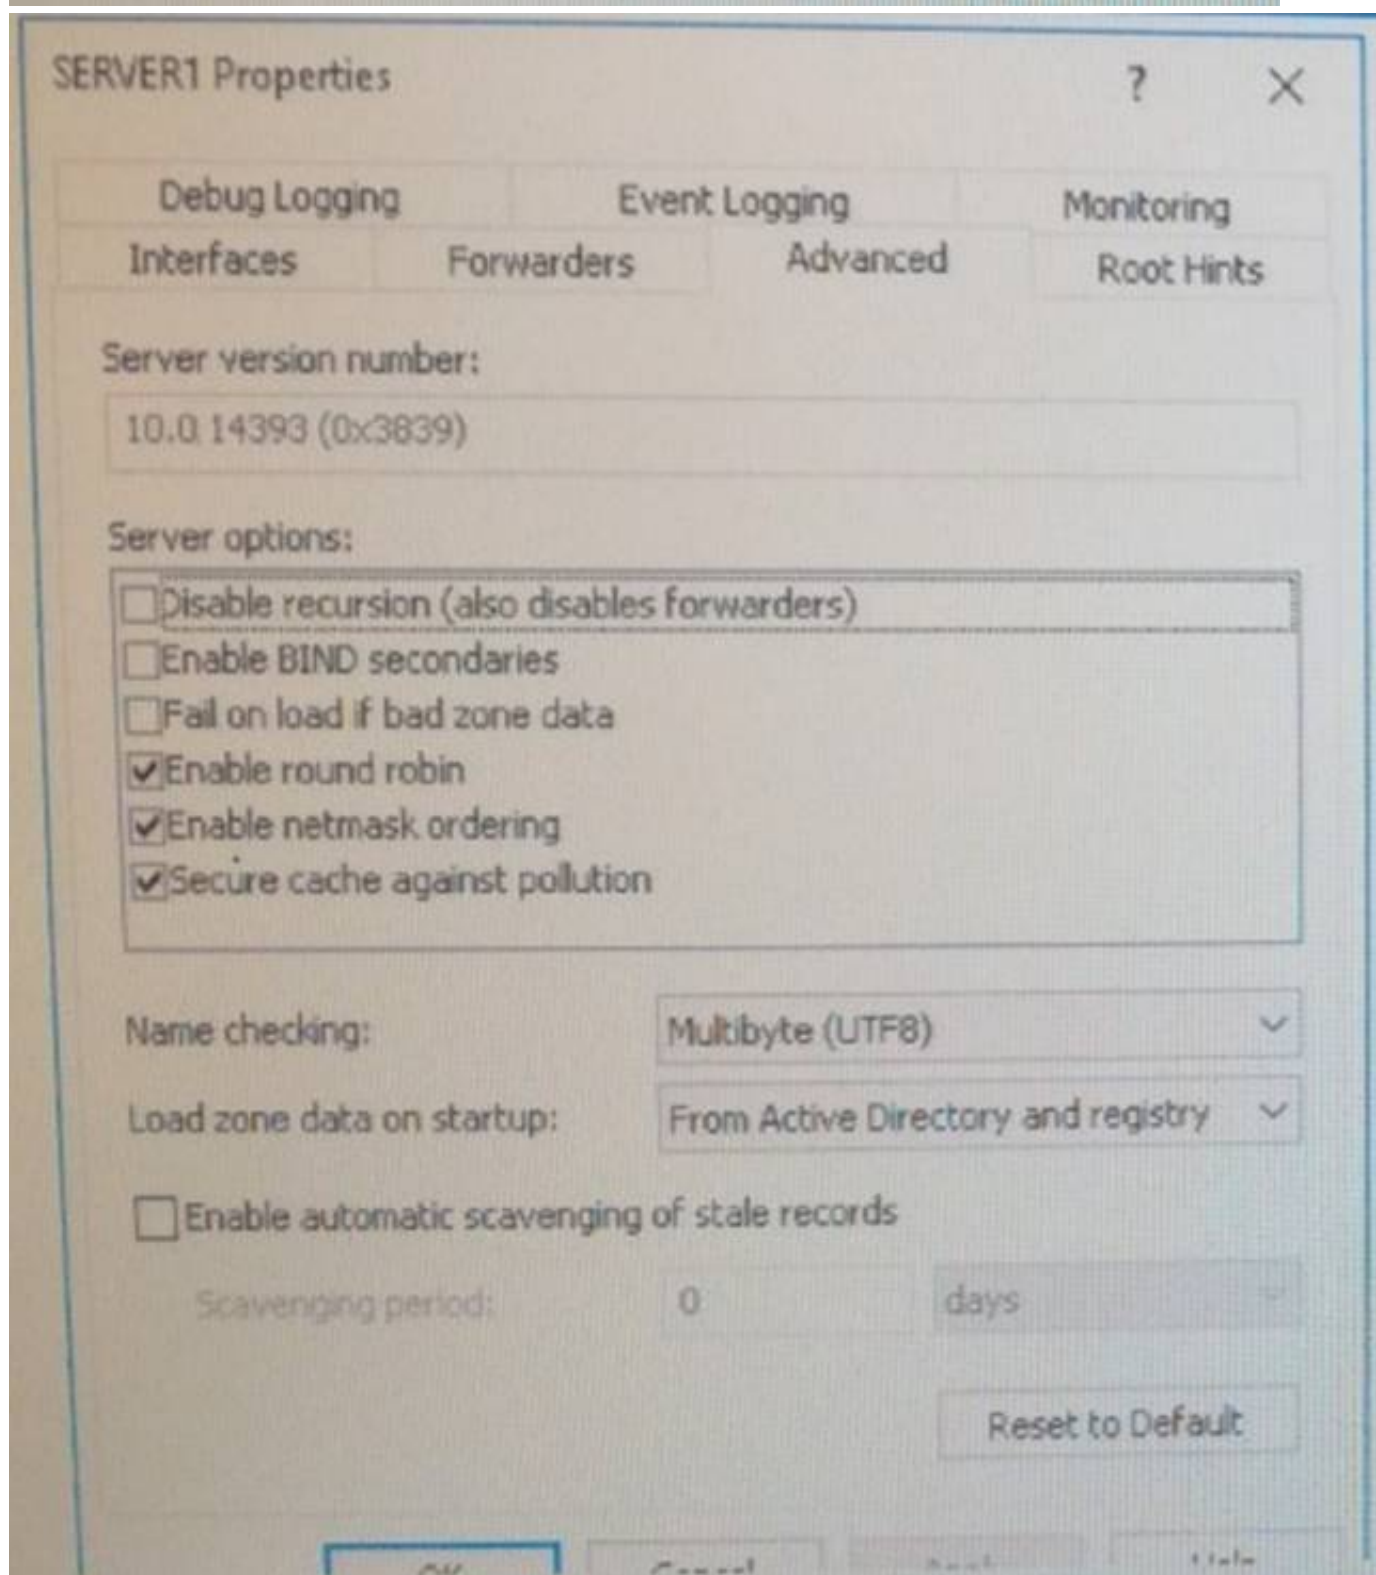 SERVER1 Properties ? X
Debug Logging Event Logging Monitoring
Interfaces Forwarders Advanced Root Hints
Server version number:
10.0.14393 (0x3839)
Server options:
Disable recursion (also disables forwarders)
Enable BIND secondaries
Fail on load if bad zone data
Enable round robin
Enable netmask ordering
Secure cache against pollution
Name checking: Multibyte (UTF8)
Load zone data on startup: From Active Directory and registry
Enable automatic scavenging of stale records
Scavenging period: 0 days
Reset to Default
OK Cancel Help